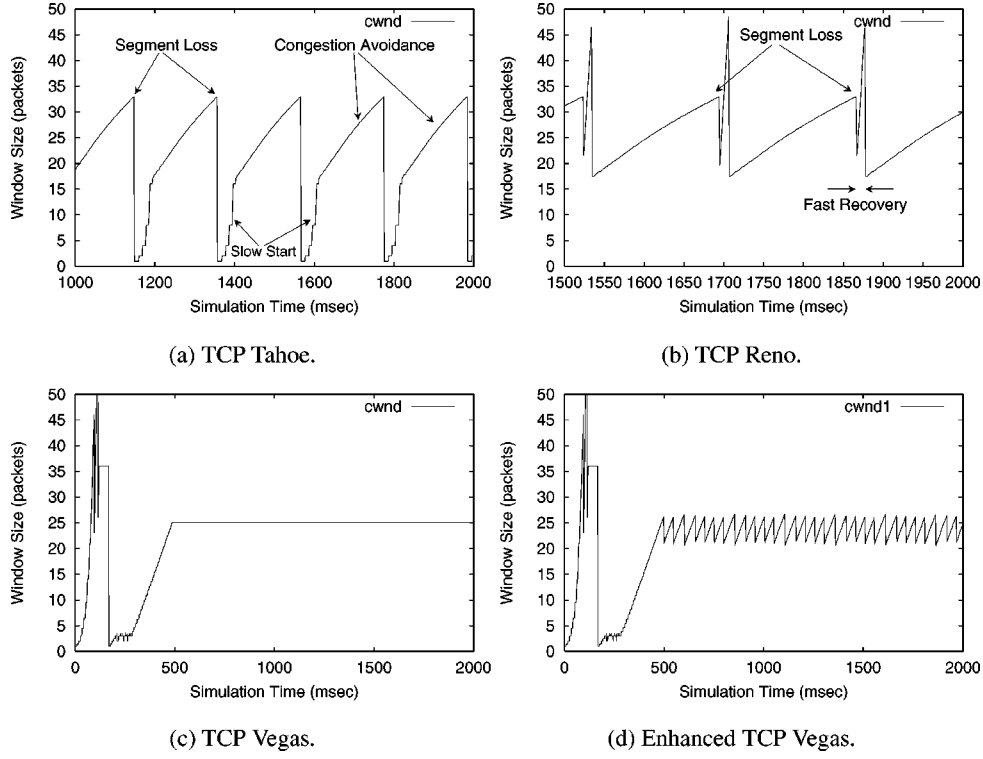 50
45
40
35
30
25
20
15
10
5
0
Window Size (packets)
cwnd
Segment Loss
Congestion Avoidance
Slow Start
1000 1200 1400 1600 1800 2000
Simulation Time (msec)
(a) TCP Tahoe.
50
45
40
35
30
25
20
15
10
5
0
Window Size (packets)
cwnd
Segment Loss
Fast Recovery
1500 1550 1600 1650 1700 1750 1800 1850 1900 1950 2000
Simulation Time (msec)
(b) TCP Reno.
50
45
40
35
30
25
20
15
10
5
0
Window Size (packets)
cwnd
0 500 1000 1500 2000
Simulation Time (msec)
(c) TCP Vegas.
50
45
40
35
30
25
20
15
10
5
0
Window Size (packets)
cwnd1
0 500 1000 1500 2000
Simulation Time (msec)
(d) Enhanced TCP Vegas.